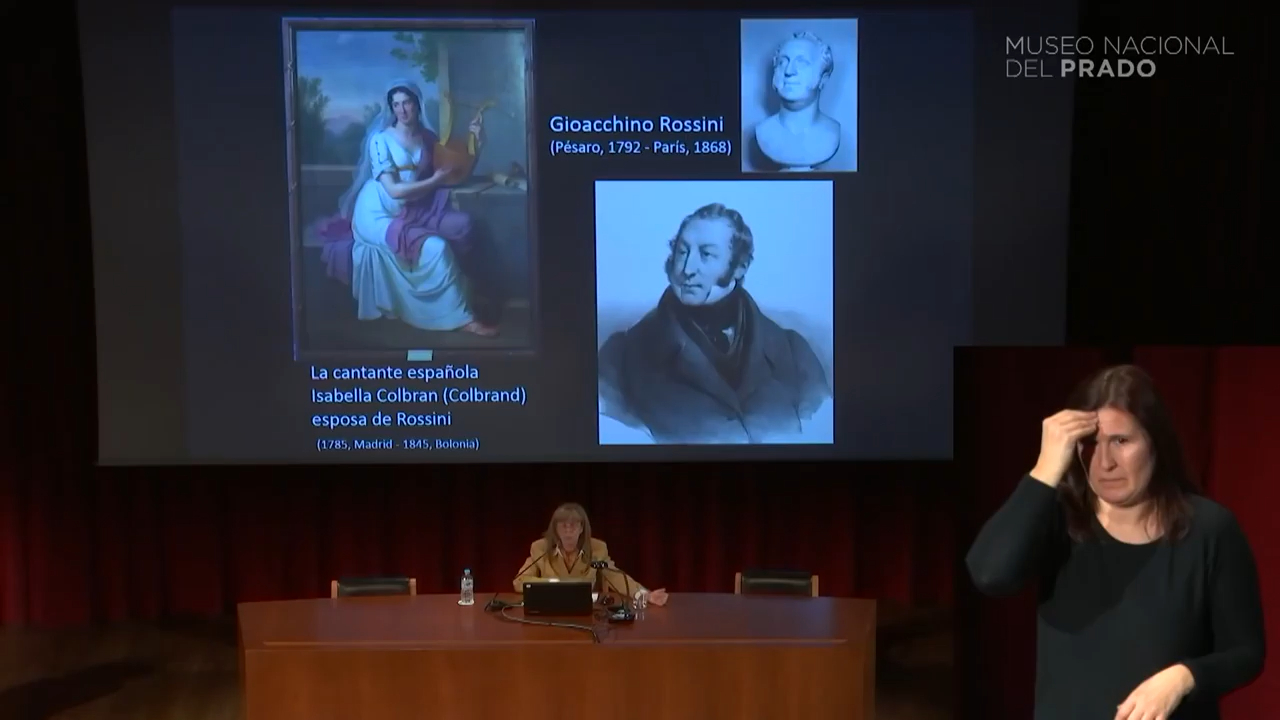 MUSEO NACIONAL
DEL PRADO
Gioacchino Rossini
(Pésaro, 1792 - París, 1868)
La cantante española
Isabella Colbran (Colbrand)
esposa de Rossini
(1785, Madrid - 1845, Bolonia)